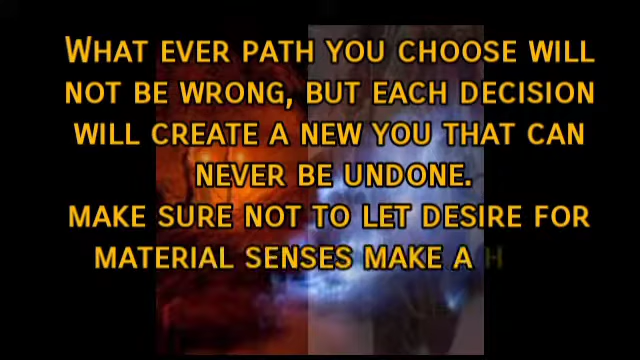 What ever path you choose will
not be wrong, but each decision
will create a new you that can
never be undone.
make sure not to let desire for
material senses make a H